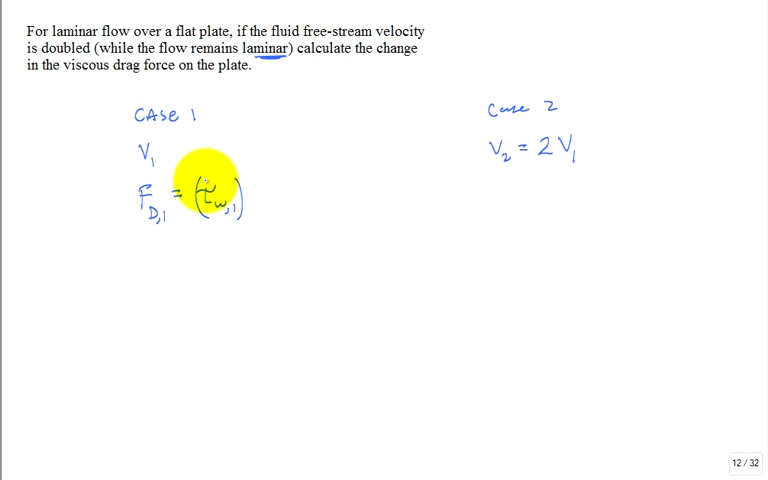 For laminar flow over a flat plate, if the fluid free-stream velocity
is doubled (while the flow remains laminar) calculate the change
in the viscous drag force on the plate.
CASE 1
Case 2
V₁
V₂ = 2 V₁
F_D,1 = (τ_w,1)
12 / 32